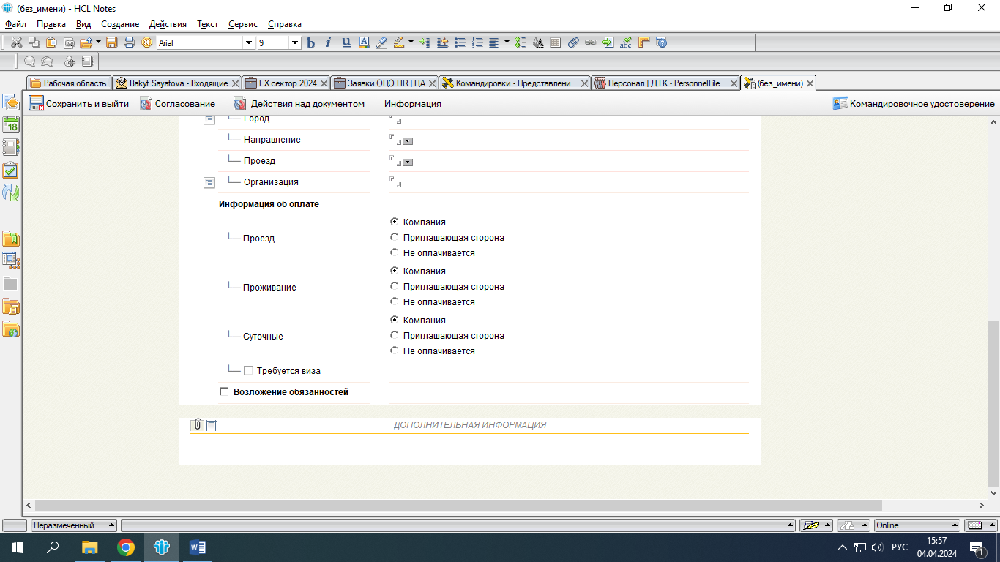 (без_имени) - HCL Notes
Файл Правка Вид Создание Действия Текст Сервис Справка
Arial 9
Рабочая область Bakyt Sayatova - Входящие EX сектор 2024 Заявки ОЦО HR | ЦА Командировки - Представлени ... Персонал | ДТК - PersonnelFile ... (без_имени)
Сохранить и выйти Согласование Действия над документом Информация Командировочное удостоверение
Город
Направление
Проезд
Организация
Информация об оплате
Проезд
Компания
Приглашающая сторона
Не оплачивается
Проживание
Компания
Приглашающая сторона
Не оплачивается
Суточные
Компания
Приглашающая сторона
Не оплачивается
Требуется виза
Возложение обязанностей
ДОПОЛНИТЕЛЬНАЯ ИНФОРМАЦИЯ
Неразмеченный Online
РУС 15:57
04.04.2024
1